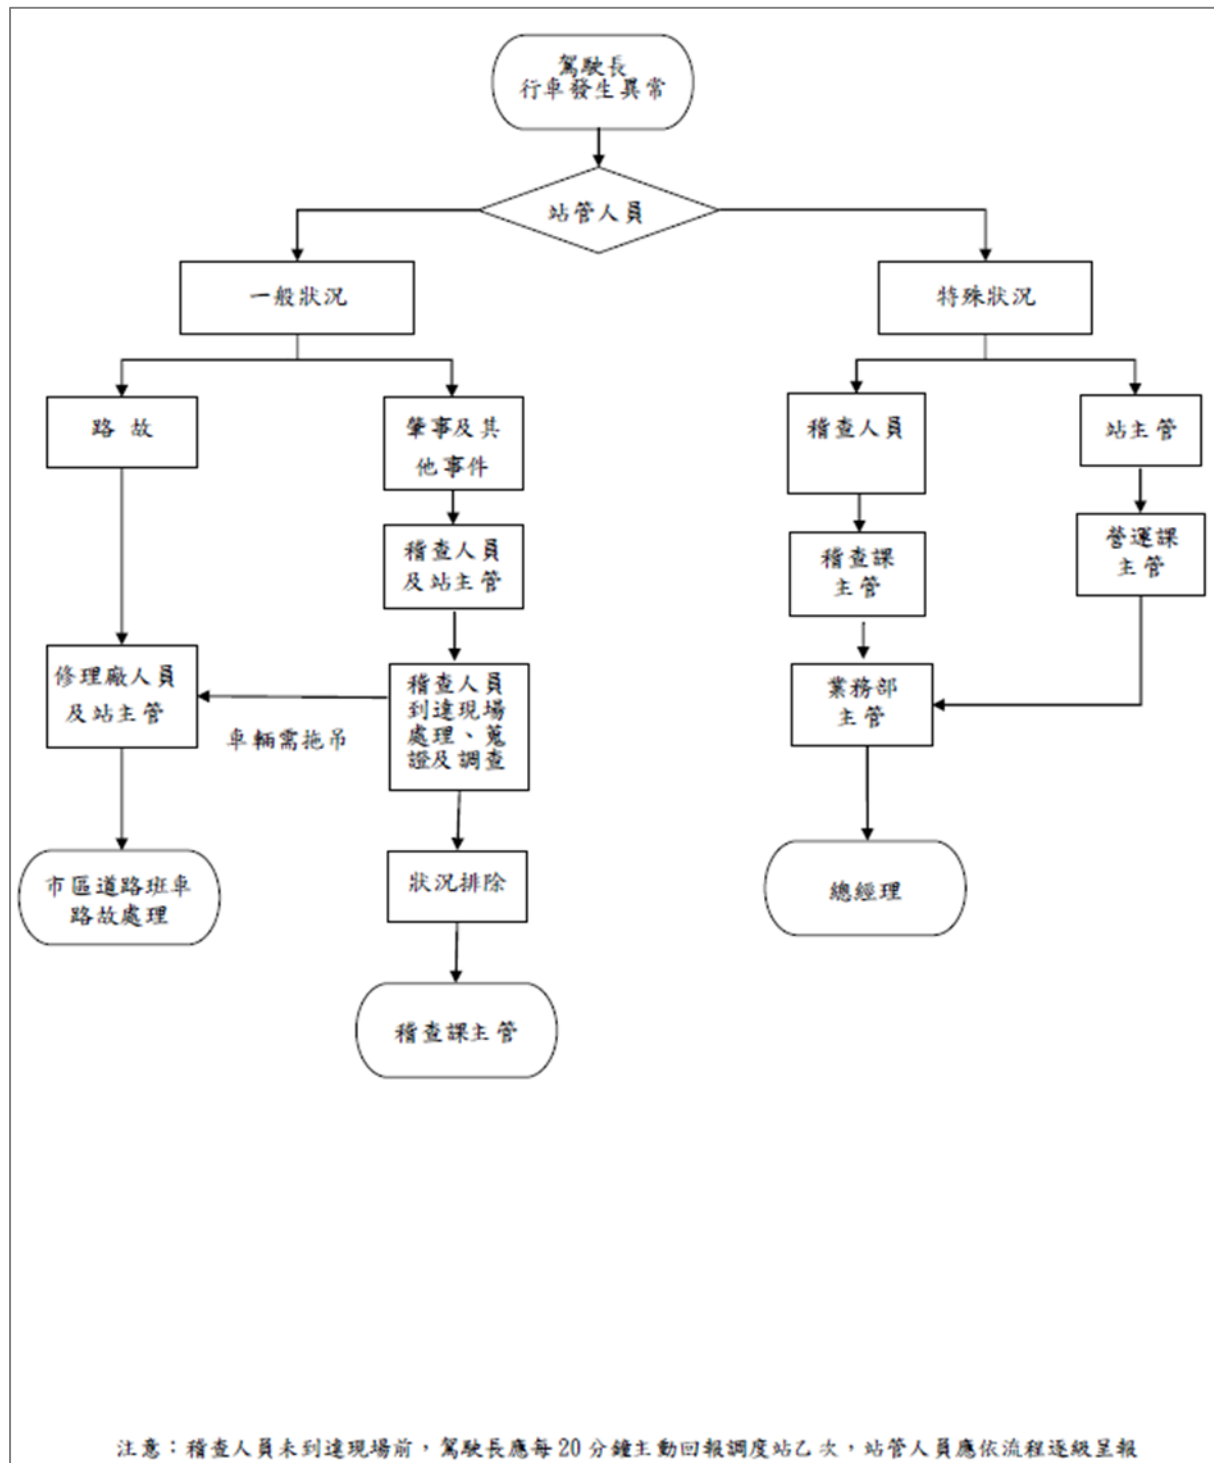 駕駛長
行車發生異常
站管人員
一般狀況
特殊狀況
路 故
肇事及其
他事件
稽查人員
站主管
稽查人員
及站主管
稽查課
主管
營運課
主管
修理廠人員
及站主管
車輛需拖吊
稽查人員
到達現場
處理、蒐
證及調查
業務部
主管
市區道路班車
路故處理
狀況排除
總經理
稽查課主管
注意：稽查人員未到達現場前，駕駛長應每20分鐘主動回報調度站乙次，站管人員應依流程逐級呈報